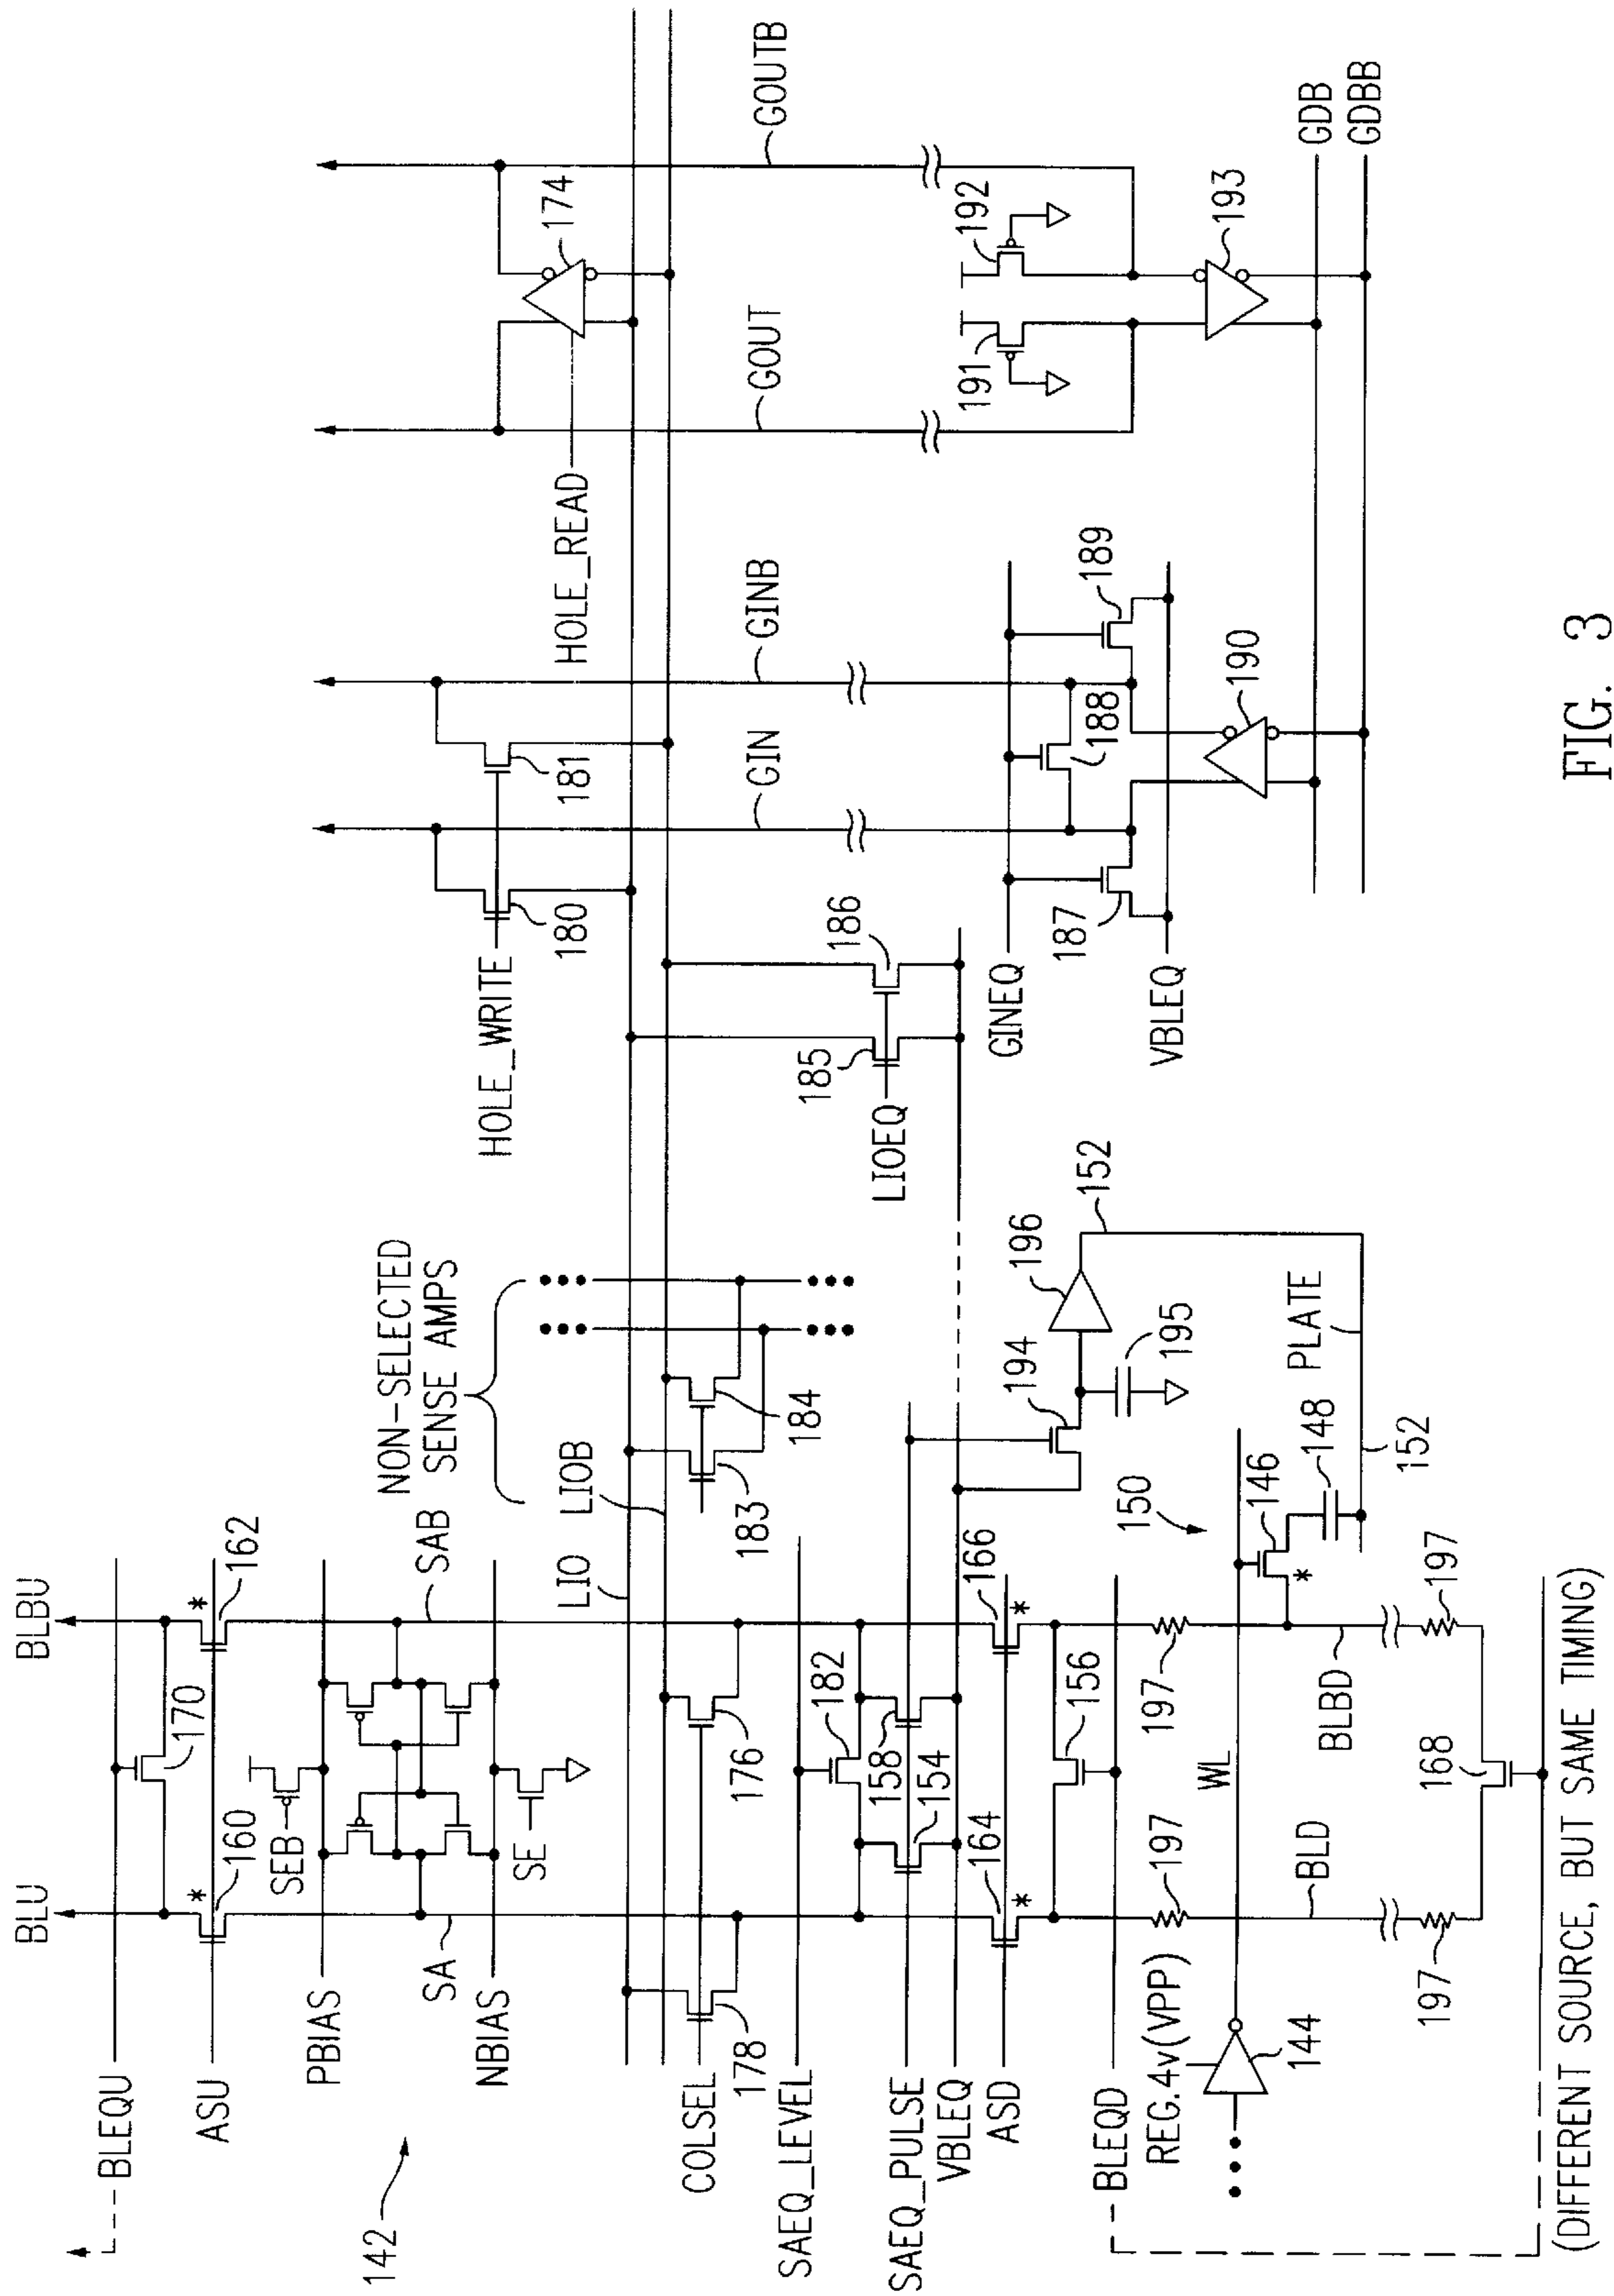 BLU
BLBU
BLEQU
170
ASU
160
162
SEB
PBIAS
SA
SAB
NBIAS
SE
142
NON-SELECTED
SENSE AMPS
LIO
LIOB
COLSEL
178
176
183
184
SAEQ_LEVEL
182
SAEQ_PULSE
158
154
VBLEQ
ASD
164
166
BLEQD
156
REG.4v(VPP)
144
WL
197
197
150
146
148
PLATE
152
152
194
195
196
BLD
BLBD
197
197
168
(DIFFERENT SOURCE, BUT SAME TIMING)
HOLE_WRITE
180
181
GIN
GINB
HOLE_READ
174
GOUT
GOUTB
LIOEQ
185
186
GINEQ
187
188
189
VBLEQ
190
191
192
193
GDB
GDBB
FIG. 3
*
*
*
*
*